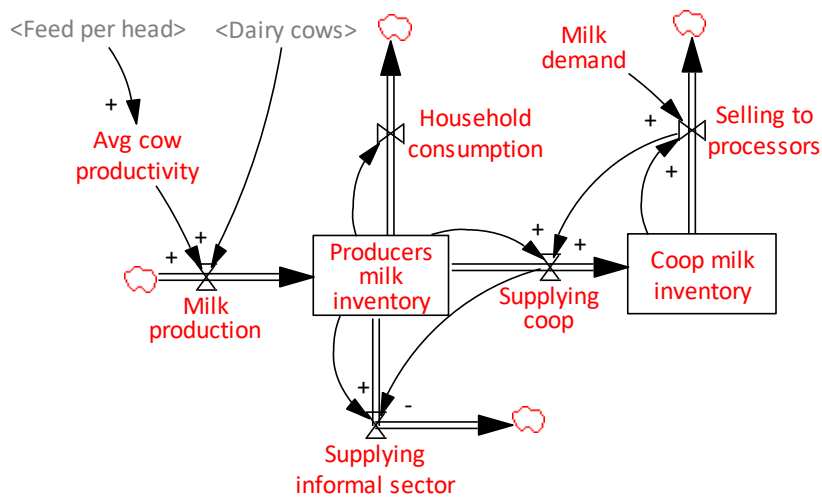 <Feed per head>
<Dairy cows>
Milk
demand
+
Avg cow
productivity
Household
consumption
+
Selling to
processors
+
+
+
Producers
milk
inventory
+
+
Coop milk
inventory
Milk
production
Supplying
coop
+
-
Supplying
informal sector